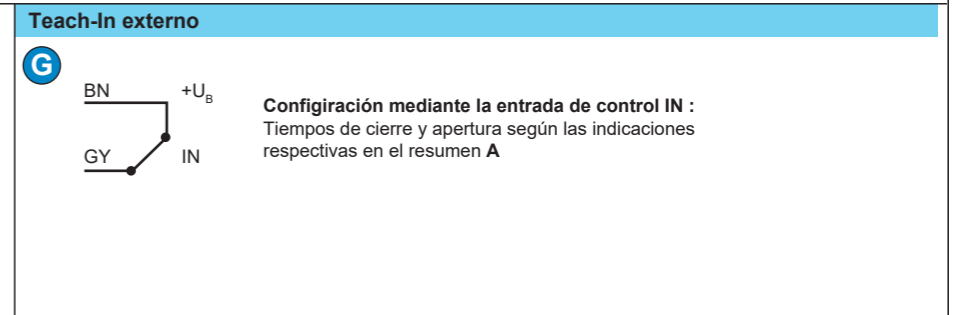 Teach-In externo
G
BN +U_B
Configiración mediante la entrada de control IN :
Tiempos de cierre y apertura según las indicaciones
GY IN
respectivas en el resumen A